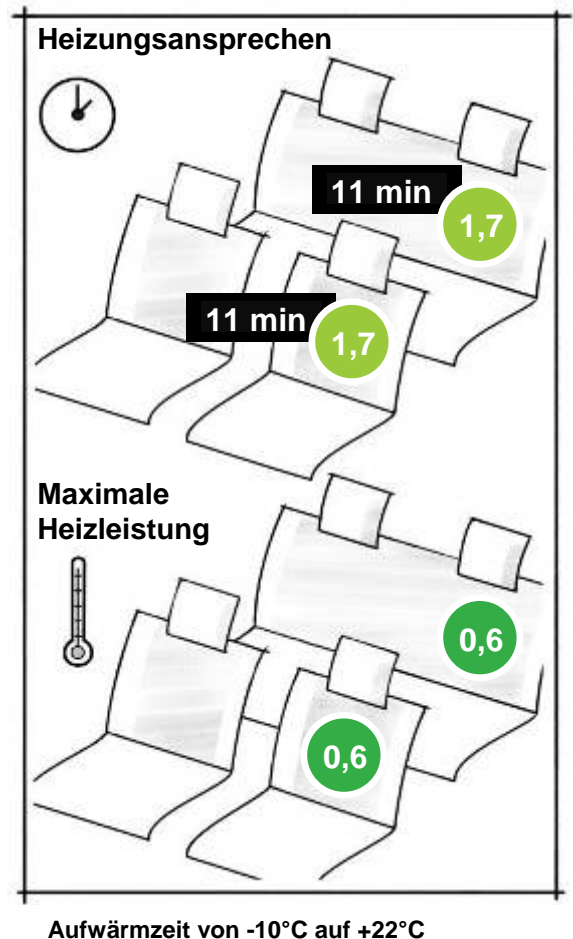 Heizungsansprechen
11 min
1,7
11 min
1,7
Maximale
Heizleistung
0,6
0,6
Aufwärmzeit von -10°C auf +22°C